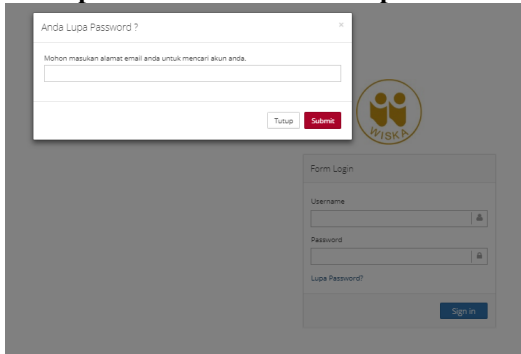 Anda Lupa Password ?
×
Mohon masukan alamat email anda untuk mencari akun anda.
Tutup
Submit
WISKA
Form Login
Username
Password
Lupa Password?
Sign in